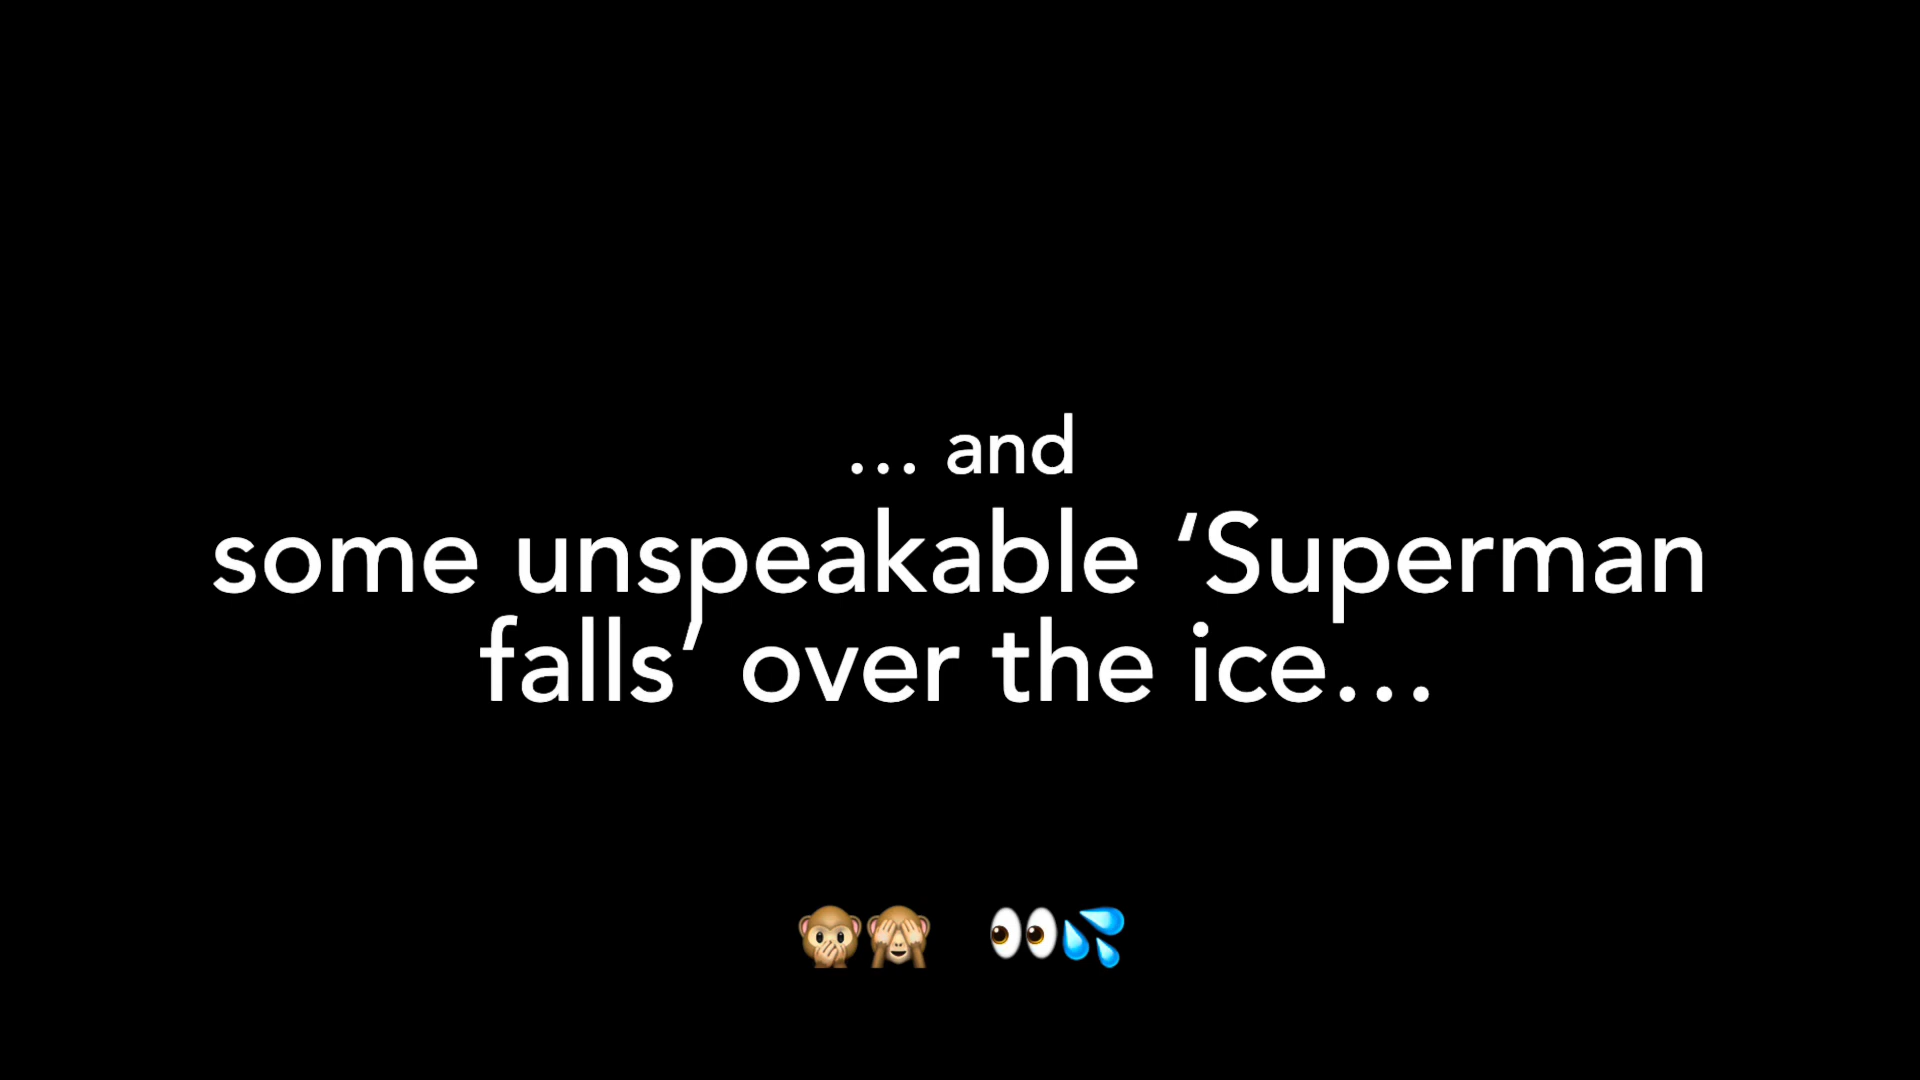 … and
some unspeakable ‘Superman
falls’ over the ice…
🙊🙈 👀💦